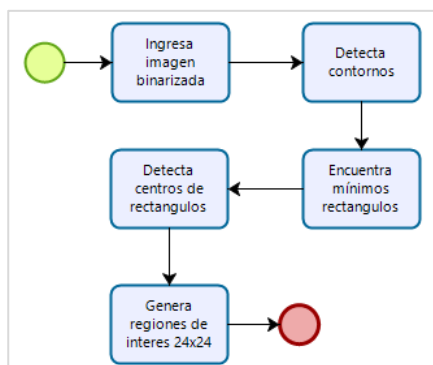 Ingresa
imagen
binarizada
Detecta
contornos
Encuentra
mínimos
rectangulos
Detecta
centros de
rectangulos
Genera
regiones de
interes 24x24